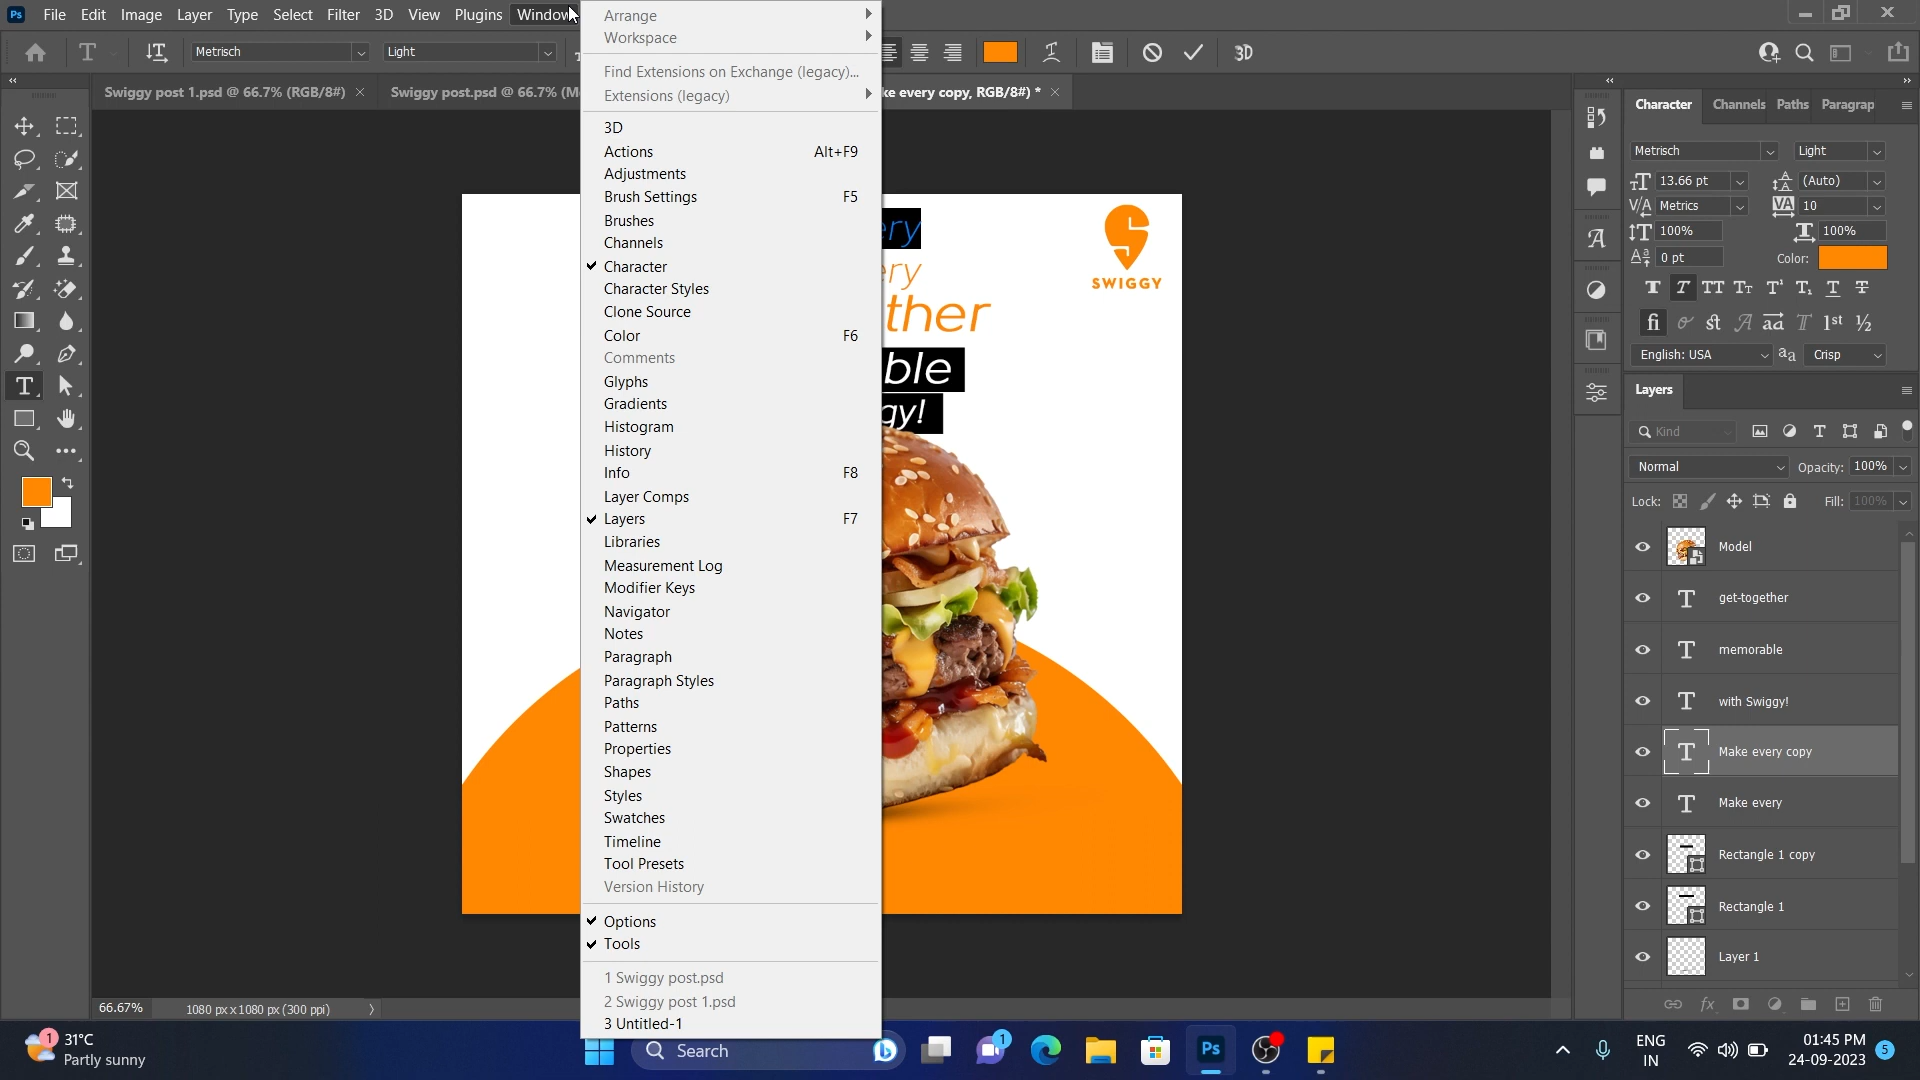 Ps File Edit Image Layer Type Select Filter 3D View Plugins Window
Metrisch Light 3D
Swiggy post 1.psd @ 66.7% (RGB/8#) × Swiggy post.psd @ 66.7% ke every copy, RGB/8#) * ×
Arrange
Workspace
Find Extensions on Exchange (legacy)...
Extensions (legacy)
3D
Actions Alt+F9
Adjustments
Brush Settings F5
Brushes
Channels
Character
Character Styles
Clone Source
Color F6
Comments
Glyphs
Gradients
Histogram
History
Info F8
Layer Comps
Layers F7
Libraries
Measurement Log
Modifier Keys
Navigator
Notes
Paragraph
Paragraph Styles
Paths
Patterns
Properties
Shapes
Styles
Swatches
Timeline
Tool Presets
Version History
Options
Tools
1 Swiggy post.psd
2 Swiggy post 1.psd
3 Untitled-1
ery
ery
ther
ble
gy!
SWIGGY
Character Channels Paths Paragrap
Metrisch Light
13.66 pt (Auto)
Metrics 10
100% 100%
0 pt Color:
English: USA aa Crisp
Layers
Kind
Normal Opacity: 100%
Lock: Fill: 100%
Model
get-together
memorable
with Swiggy!
Make every copy
Make every
Rectangle 1 copy
Rectangle 1
Layer 1
66.67% 1080 px x 1080 px (300 ppi)
1 31°C
Partly sunny
Search
1
Ps
ENG
IN
01:45 PM
24-09-2023
5